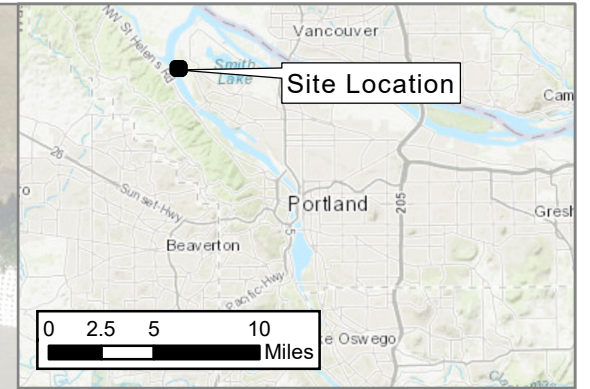 Vancouver
NW St Helens Rd
Smith
Lake
Site Location
Cam
26
Sunset-Hwy
o
Portland
205
Gresh
Beaverton
5
Pacific-Hwy
0 2.5 5 10
Miles
ke Oswego